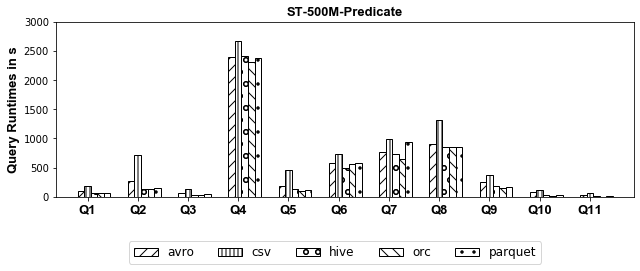 ST-500M-Predicate
Query Runtimes in s
3000
2500
2000
1500
1000
500
0
Q1 Q2 Q3 Q4 Q5 Q6 Q7 Q8 Q9 Q10 Q11
avro csv hive orc parquet